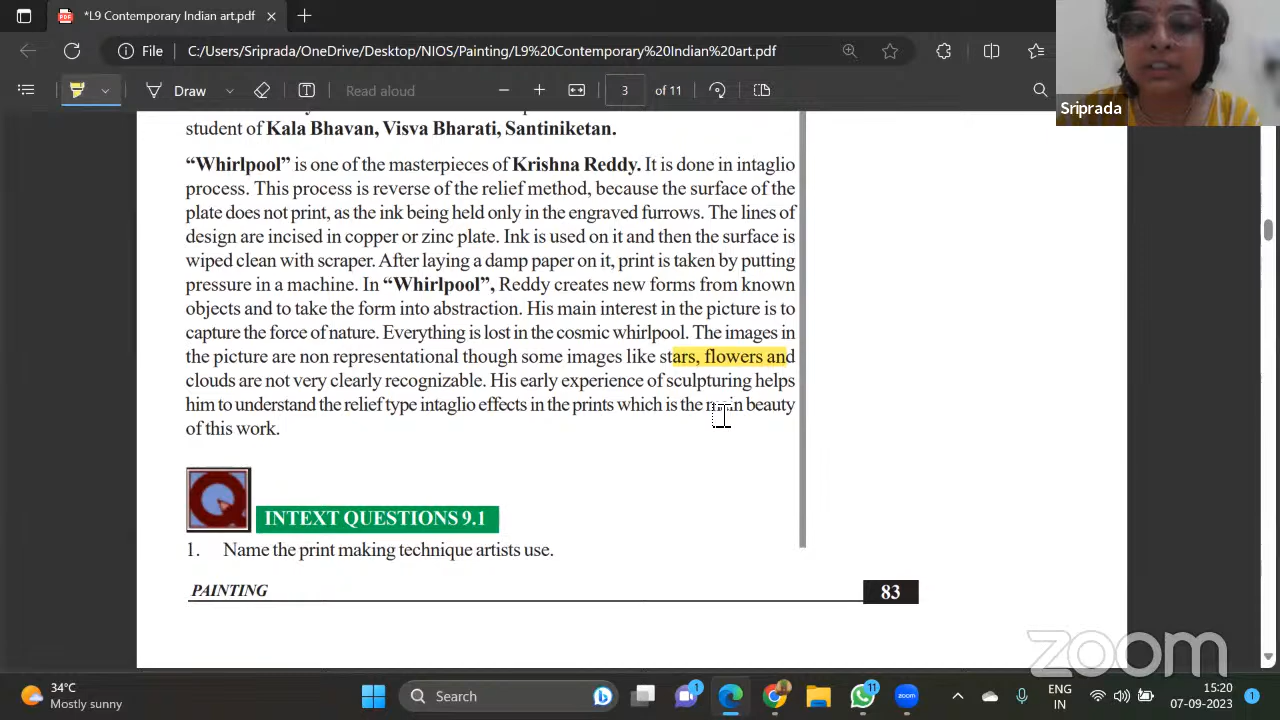 *L9 Contemporary Indian art.pdf
File
C:/Users/Sriprada/OneDrive/Desktop/NIOS/Painting/L9%20Contemporary%20Indian%20art.pdf
Draw
Read aloud
3
of 11
Sriprada
student of Kala Bhavan, Visva Bharati, Santiniketan.
“Whirlpool” is one of the masterpieces of Krishna Reddy. It is done in intaglio
process. This process is reverse of the relief method, because the surface of the
plate does not print, as the ink being held only in the engraved furrows. The lines of
design are incised in copper or zinc plate. Ink is used on it and then the surface is
wiped clean with scraper. After laying a damp paper on it, print is taken by putting
pressure in a machine. In “Whirlpool”, Reddy creates new forms from known
objects and to take the form into abstraction. His main interest in the picture is to
capture the force of nature. Everything is lost in the cosmic whirlpool. The images in
the picture are non representational though some images like stars, flowers and
clouds are not very clearly recognizable. His early experience of sculpturing helps
him to understand the relief type intaglio effects in the prints which is the main beauty
of this work.
INTEXT QUESTIONS 9.1
1. Name the print making technique artists use.
PAINTING
83
zoom
34°C
Mostly sunny
Search
1
11
ENG
IN
15:20
07-09-2023
1